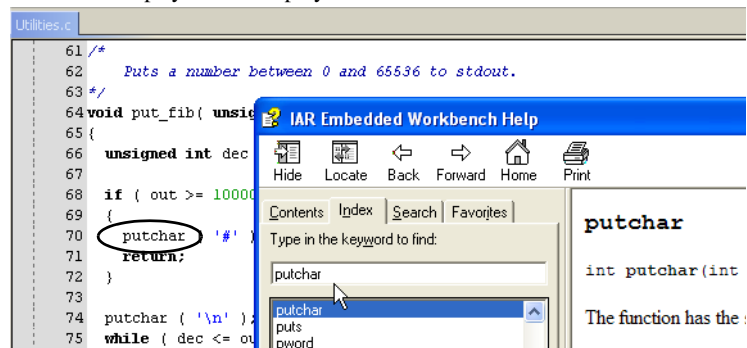 Utilities.c
61 /*
62 Puts a number between 0 and 65536 to stdout.
63 */
64 void put_fib( unsig
65 {
66 unsigned int dec
67
68 if ( out >= 10000
69 {
70 putchar ( '#' )
71 return;
72 }
73
74 putchar ( '\n' );
75 while ( dec <= ou
IAR Embedded Workbench Help
Hide Locate Back Forward Home Print
Contents Index Search Favorites
Type in the keyword to find:
putchar
putchar
puts
pword
putchar
int putchar(int
The function has the